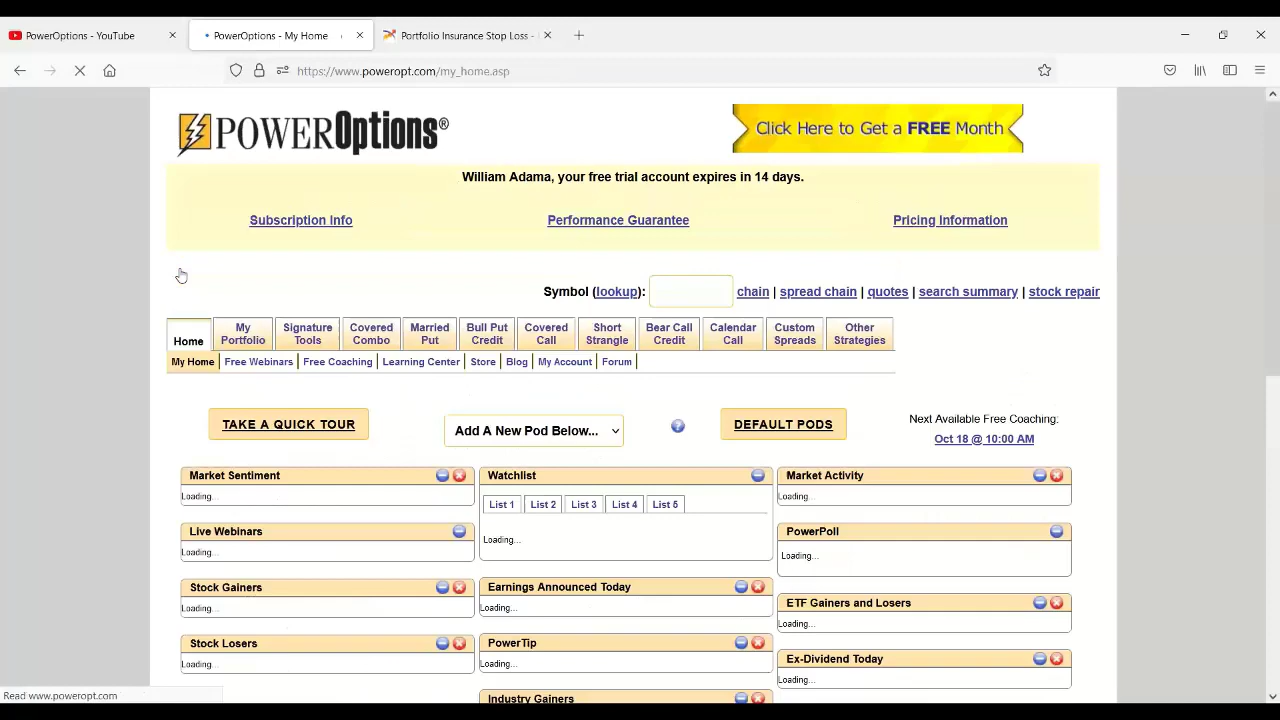 PowerOptions - YouTube
PowerOptions - My Home
Portfolio Insurance Stop Loss -
https://www.poweropt.com/my_home.asp
POWEROptions®
Click Here to Get a FREE Month
William Adama, your free trial account expires in 14 days.
Subscription Info
Performance Guarantee
Pricing Information
Symbol (lookup): chain | spread chain | quotes | search summary | stock repair
Home
My Portfolio
Signature Tools
Covered Combo
Married Put
Bull Put Credit
Covered Call
Short Strangle
Bear Call Credit
Calendar Call
Custom Spreads
Other Strategies
My Home | Free Webinars | Free Coaching | Learning Center | Store | Blog | My Account | Forum |
TAKE A QUICK TOUR
Add A New Pod Below...
?
DEFAULT PODS
Next Available Free Coaching:
Oct 18 @ 10:00 AM
Market Sentiment
Loading...
Live Webinars
Loading...
Stock Gainers
Loading...
Stock Losers
Loading...
Watchlist
List 1
List 2
List 3
List 4
List 5
Loading...
Earnings Announced Today
Loading...
PowerTip
Loading...
Industry Gainers
Market Activity
Loading...
PowerPoll
Loading...
ETF Gainers and Losers
Loading...
Ex-Dividend Today
Loading...
Read www.poweropt.com